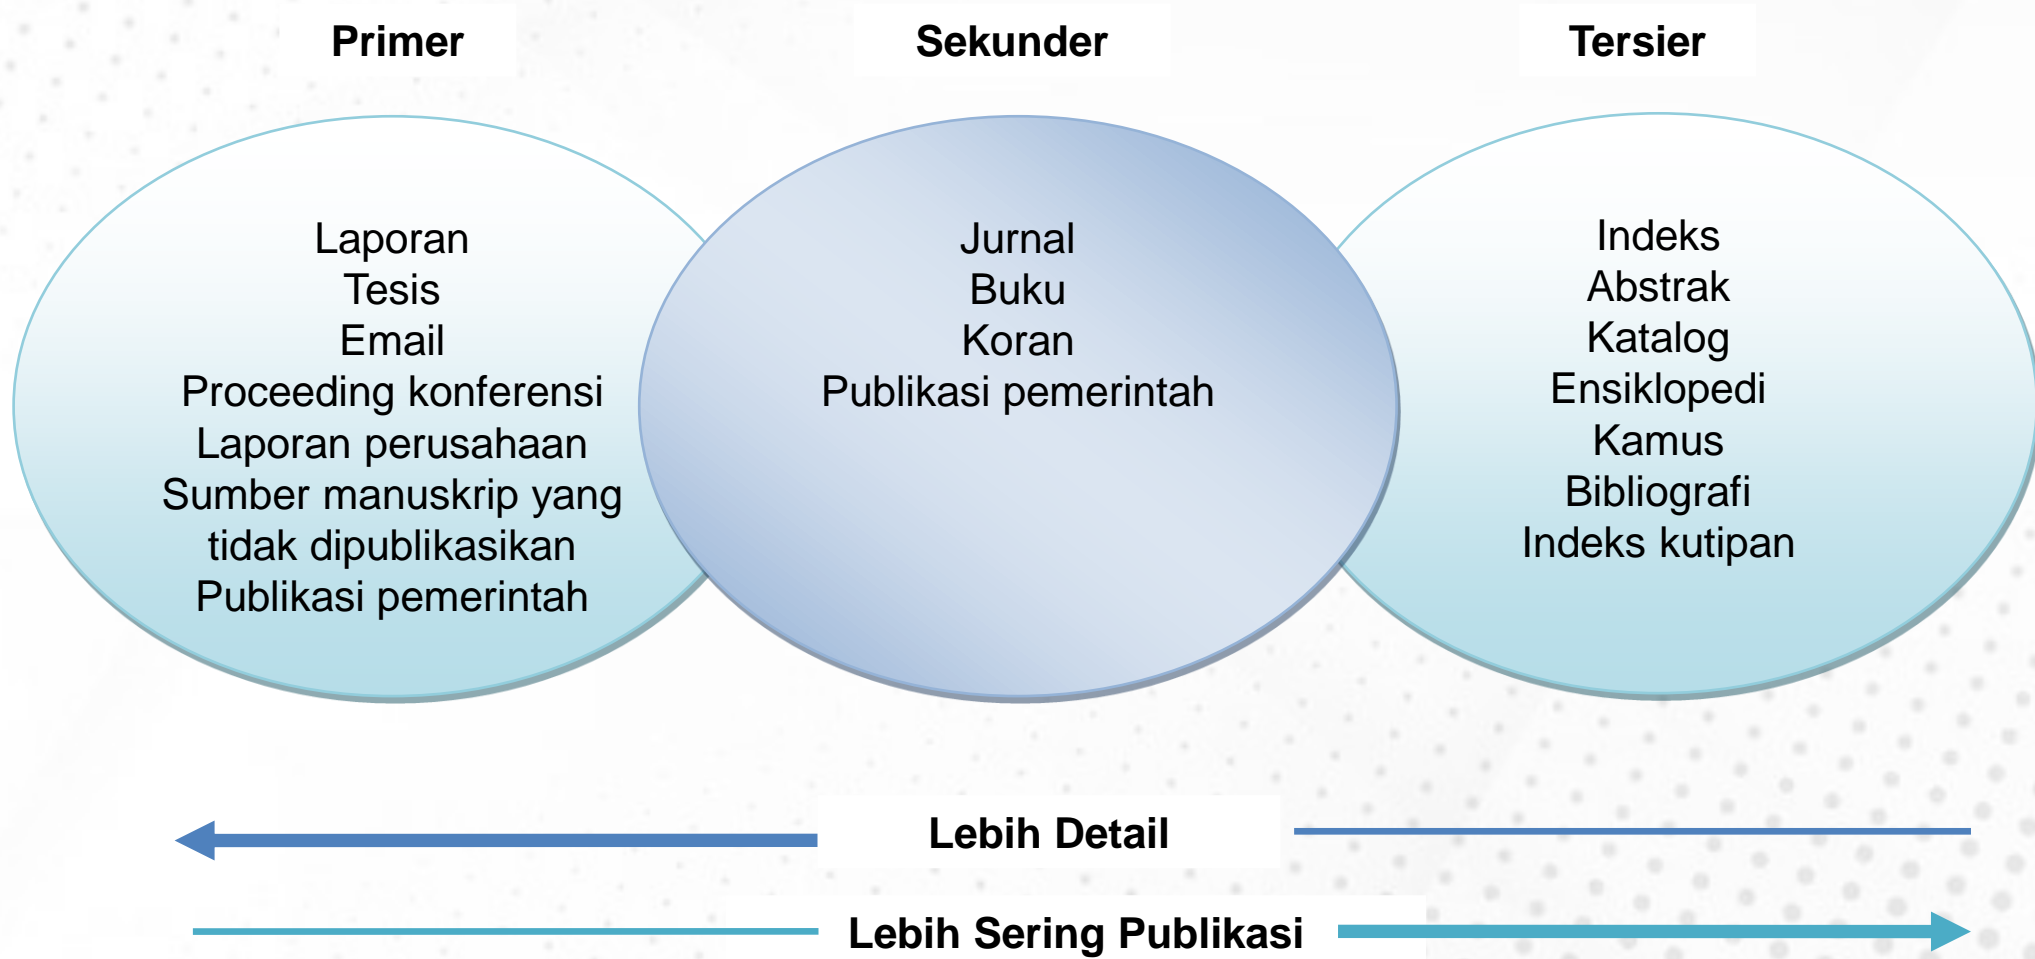 Primer
Sekunder
Tersier
Laporan
Tesis
Email
Proceeding konferensi
Laporan perusahaan
Sumber manuskrip yang
tidak dipublikasikan
Publikasi pemerintah
Jurnal
Buku
Koran
Publikasi pemerintah
Indeks
Abstrak
Katalog
Ensiklopedi
Kamus
Bibliografi
Indeks kutipan
Lebih Detail
Lebih Sering Publikasi